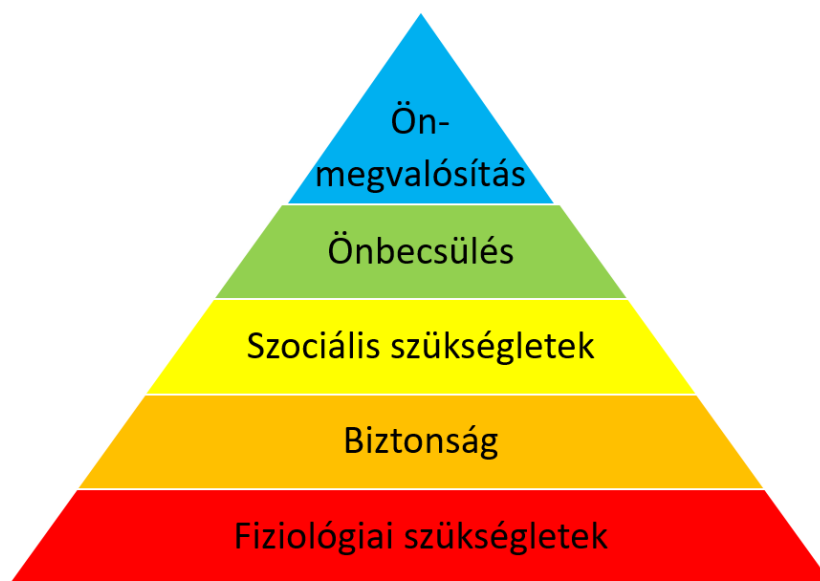 Ön-
megvalósítás
Önbecsülés
Szociális szükségletek
Biztonság
Fiziológiai szükségletek